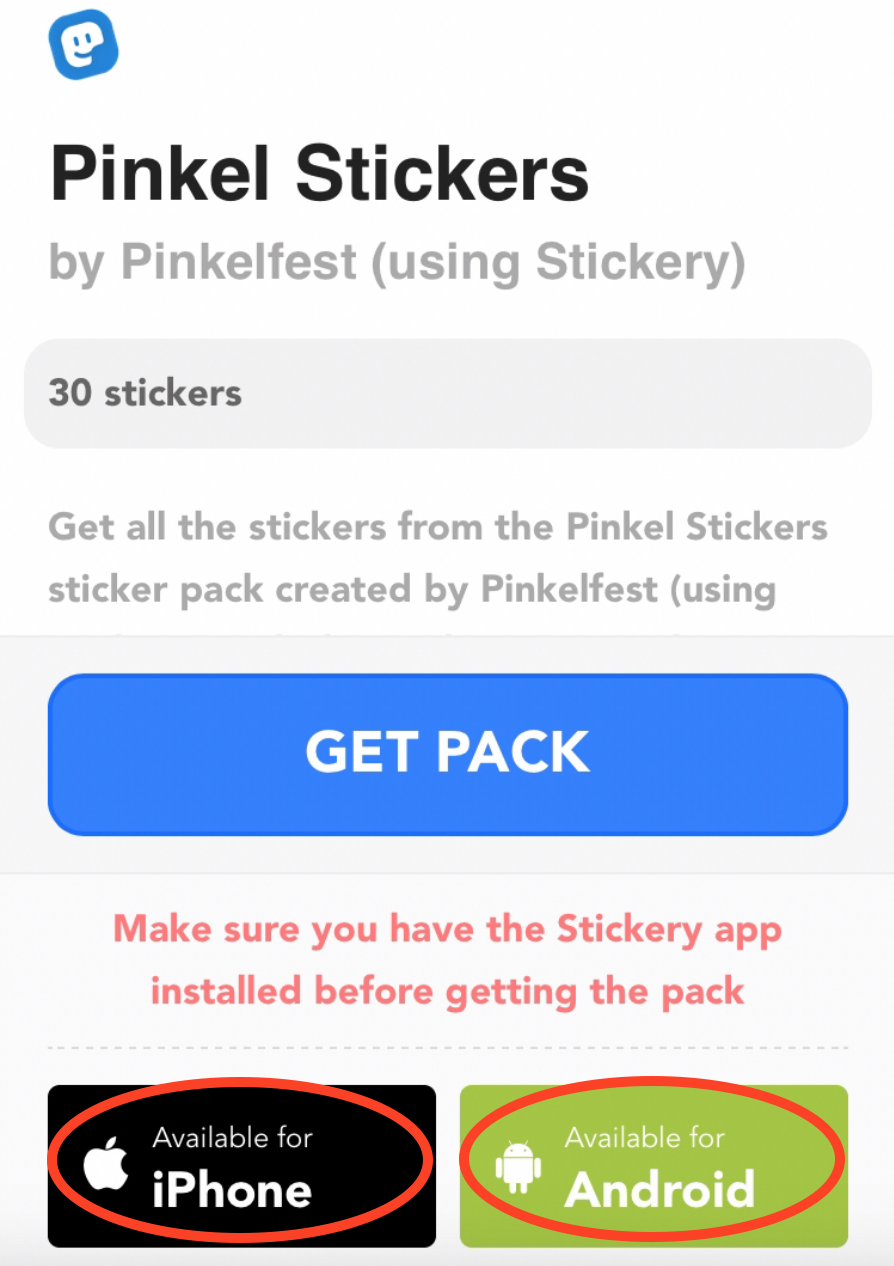 Pinkel Stickers
by Pinkelfest (using Stickery)
30 stickers
Get all the stickers from the Pinkel Stickers
sticker pack created by Pinkelfest (using
GET PACK
Make sure you have the Stickery app
installed before getting the pack
Available for
iPhone
Available for
Android